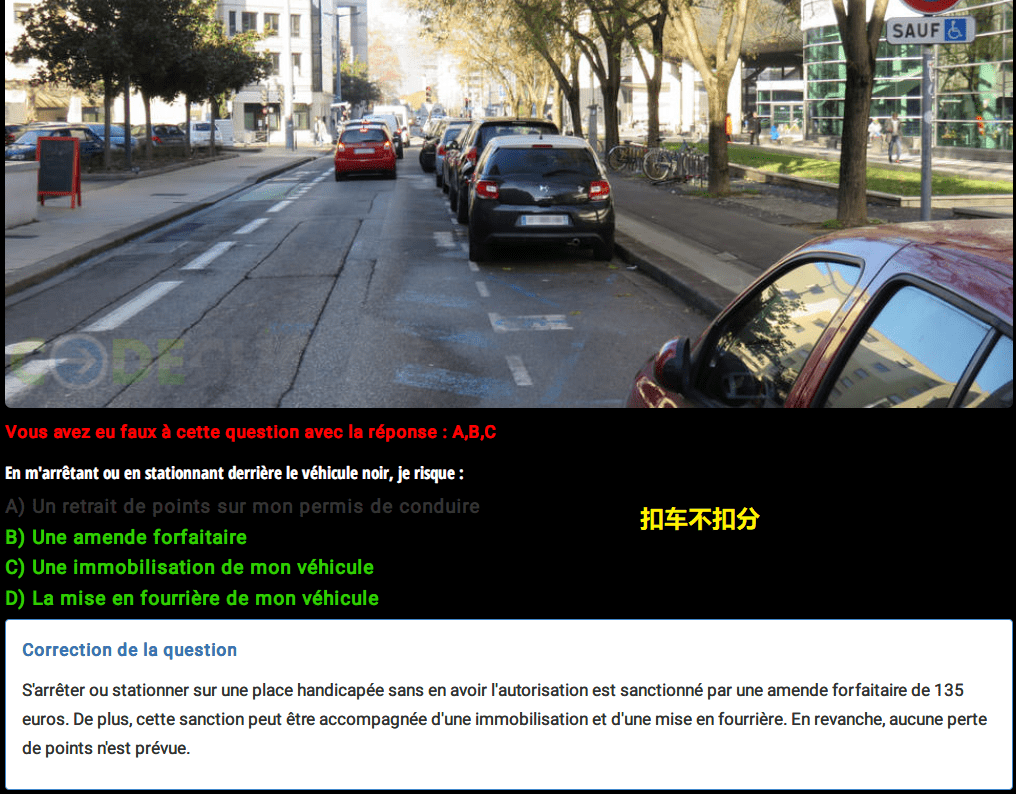 SAUF
CODE
Vous avez eu faux à cette question avec la réponse : A,B,C
En m'arrêtant ou en stationnant derrière le véhicule noir, je risque :
A) Un retrait de points sur mon permis de conduire
扣车不扣分
B) Une amende forfaitaire
C) Une immobilisation de mon véhicule
D) La mise en fourrière de mon véhicule
Correction de la question
S'arrêter ou stationner sur une place handicapée sans en avoir l'autorisation est sanctionné par une amende forfaitaire de 135
euros. De plus, cette sanction peut être accompagnée d'une immobilisation et d'une mise en fourrière. En revanche, aucune perte
de points n'est prévue.